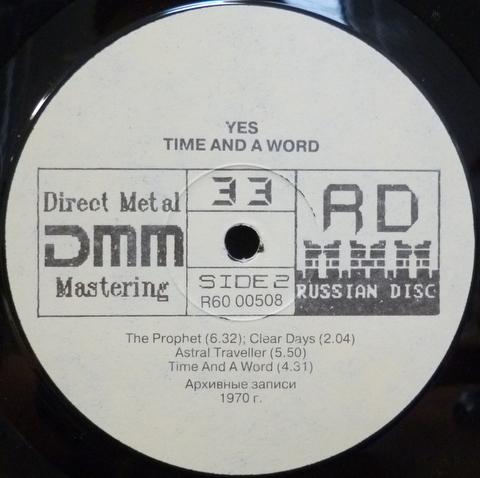 YES
TIME AND A WORD
Direct Metal
DMM
Mastering
33
SIDE 2
R60 00508
RD
RUSSIAN DISC
The Prophet (6.32); Clear Days (2.04)
Astral Traveller (5.50)
Time And A Word (4.31)
Архивные записи
1970 г.